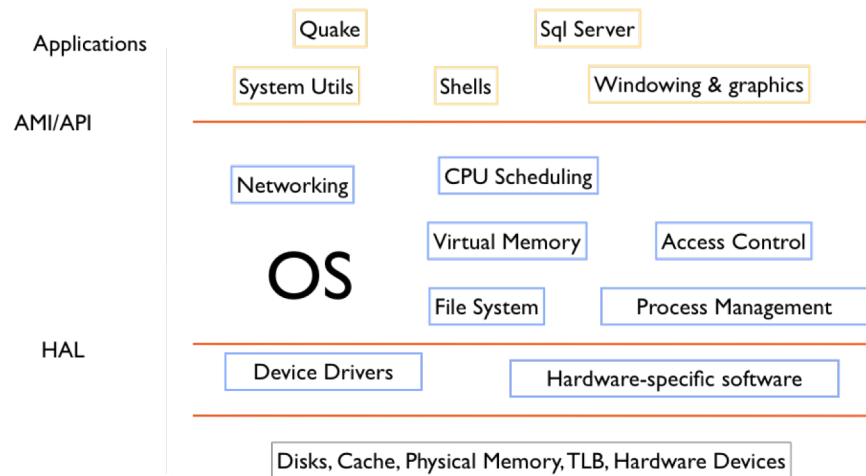 Quake
Sql Server
Applications
System Utils
Shells
Windowing & graphics
AMI/API
Networking
CPU Scheduling
Virtual Memory
Access Control
OS
File System
Process Management
HAL
Device Drivers
Hardware-specific software
Disks, Cache, Physical Memory, TLB, Hardware Devices